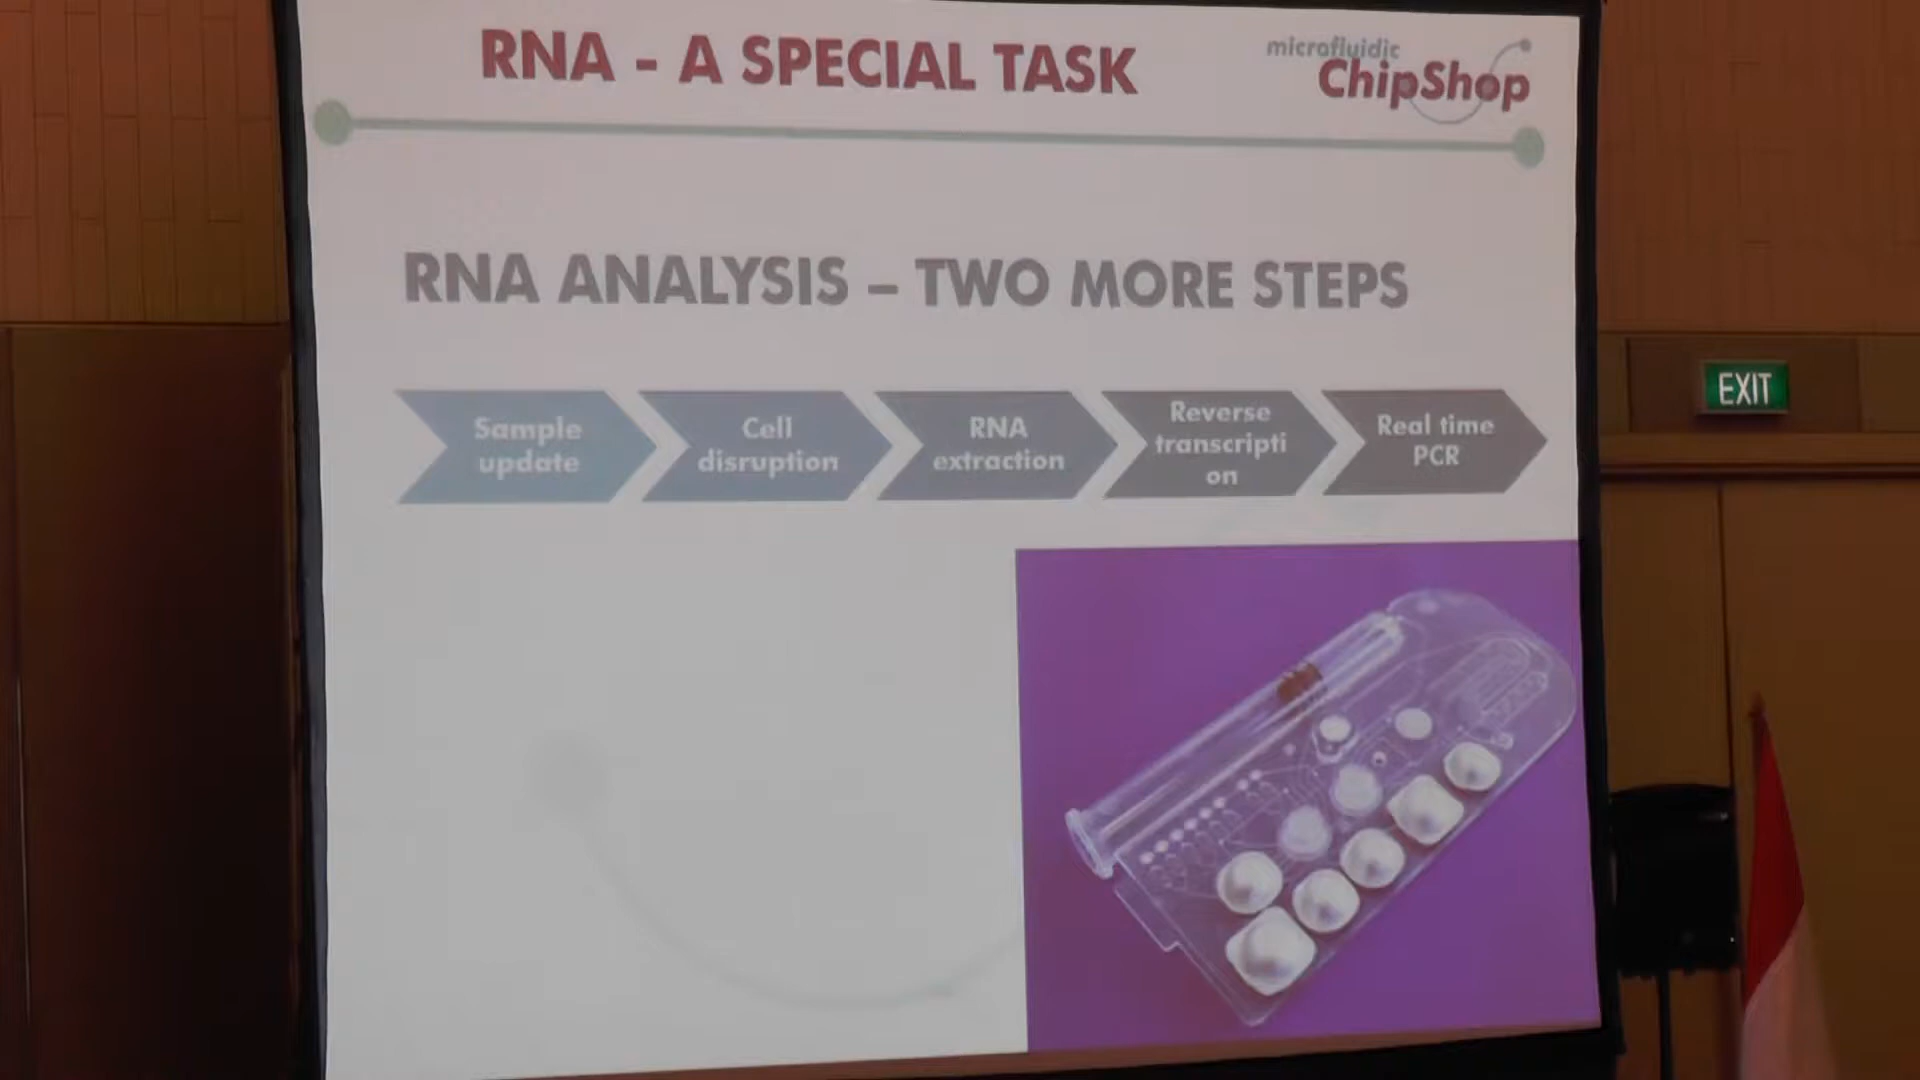 RNA - A SPECIAL TASK
microfluidic
ChipShop
RNA ANALYSIS – TWO MORE STEPS
Sample
update
Cell
disruption
RNA
extraction
Reverse
transcripti
on
Real time
PCR
EXIT